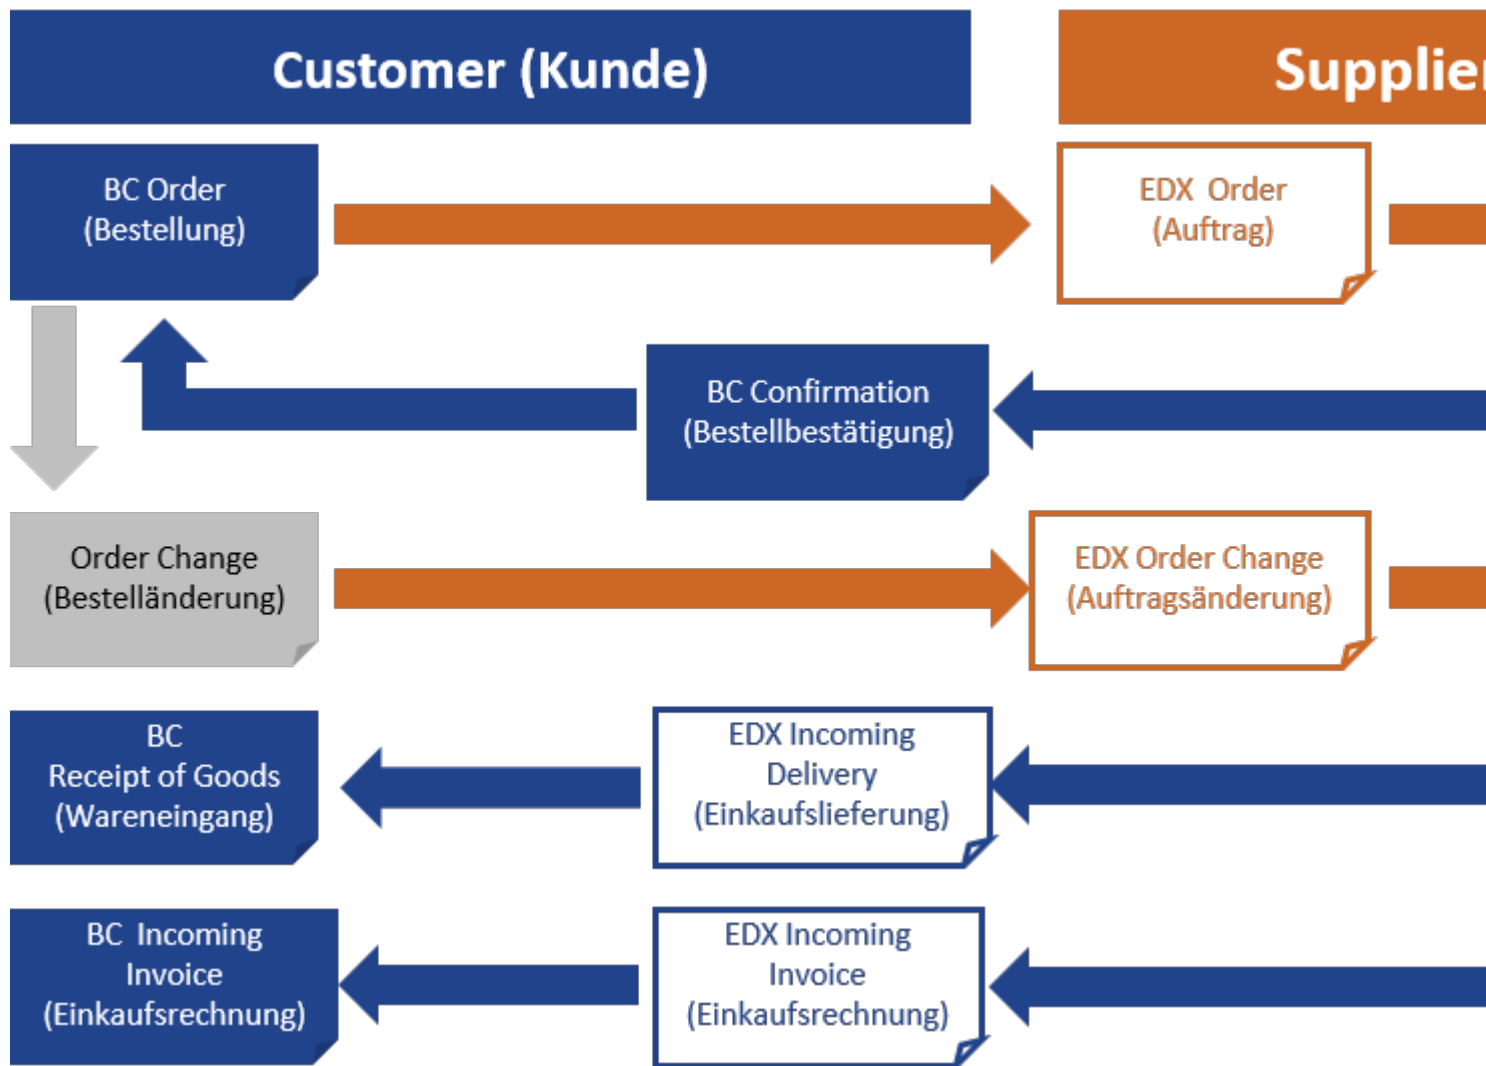 Customer (Kunde)
Supplier
BC Order
(Bestellung)
EDX  Order
(Auftrag)
BC Confirmation
(Bestellbestätigung)
Order Change
(Bestelländerung)
EDX Order Change
(Auftragsänderung)
BC
Receipt of Goods
(Wareneingang)
EDX Incoming
Delivery
(Einkaufslieferung)
BC  Incoming
Invoice
(Einkaufsrechnung)
EDX Incoming
Invoice
(Einkaufsrechnung)